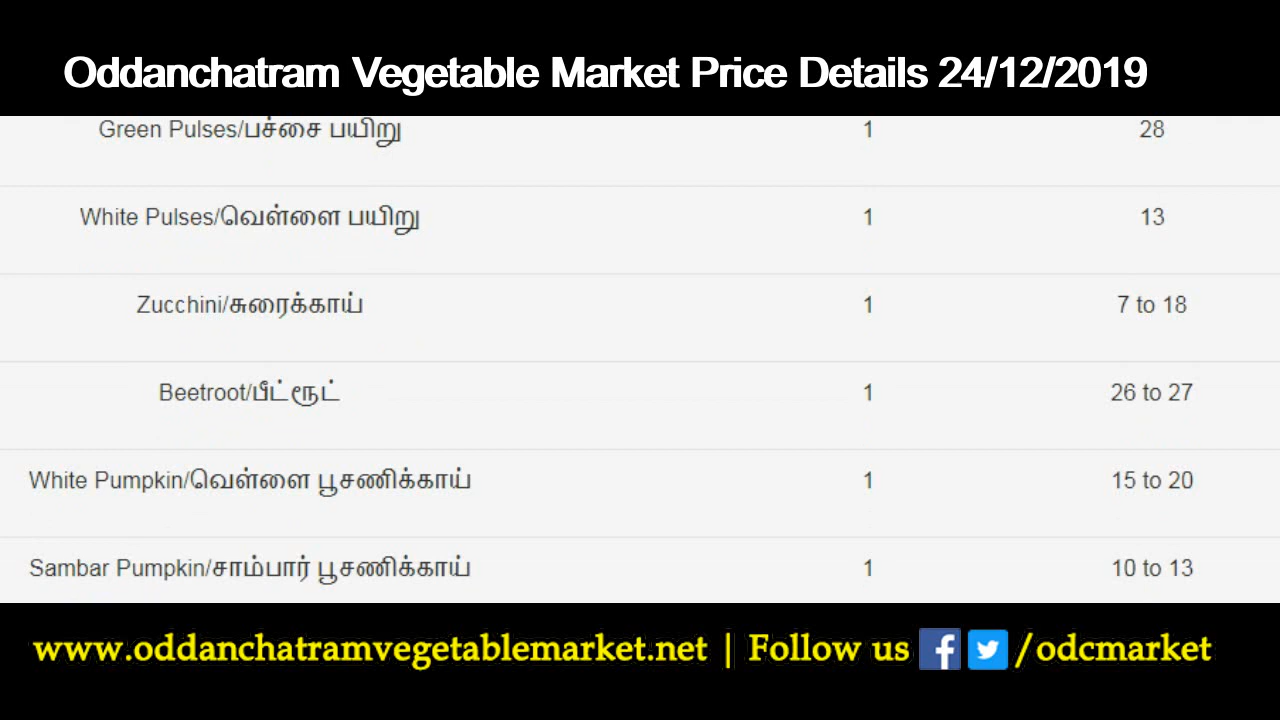 Oddanchatram Vegetable Market Price Details 24/12/2019
Green Pulses/பச்சை பயிறு 1 28
White Pulses/வெள்ளை பயிறு 1 13
Zucchini/சுரைக்காய் 1 7 to 18
Beetroot/பீட்ரூட் 1 26 to 27
White Pumpkin/வெள்ளை பூசணிக்காய் 1 15 to 20
Sambar Pumpkin/சாம்பார் பூசணிக்காய் 1 10 to 13
www.oddanchatramvegetablemarket.net | Follow us f /odcmarket